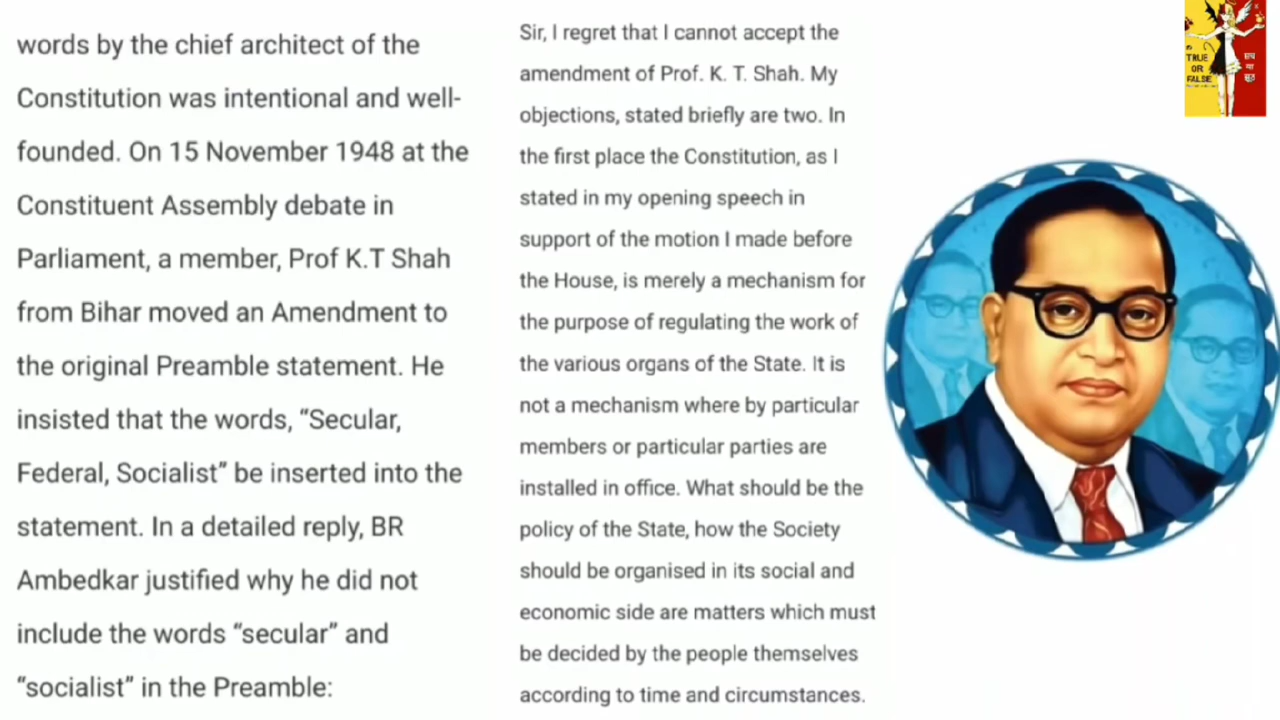 words by the chief architect of the
Constitution was intentional and well-
founded. On 15 November 1948 at the
Constituent Assembly debate in
Parliament, a member, Prof K.T Shah
from Bihar moved an Amendment to
the original Preamble statement. He
insisted that the words, “Secular,
Federal, Socialist” be inserted into the
statement. In a detailed reply, BR
Ambedkar justified why he did not
include the words “secular” and
“socialist” in the Preamble:
Sir, I regret that I cannot accept the
amendment of Prof. K. T. Shah. My
objections, stated briefly are two. In
the first place the Constitution, as I
stated in my opening speech in
support of the motion I made before
the House, is merely a mechanism for
the purpose of regulating the work of
the various organs of the State. It is
not a mechanism where by particular
members or particular parties are
installed in office. What should be the
policy of the State, how the Society
should be organised in its social and
economic side are matters which must
be decided by the people themselves
according to time and circumstances.
TRUE
OR
FALSE
सच
या
झूठ